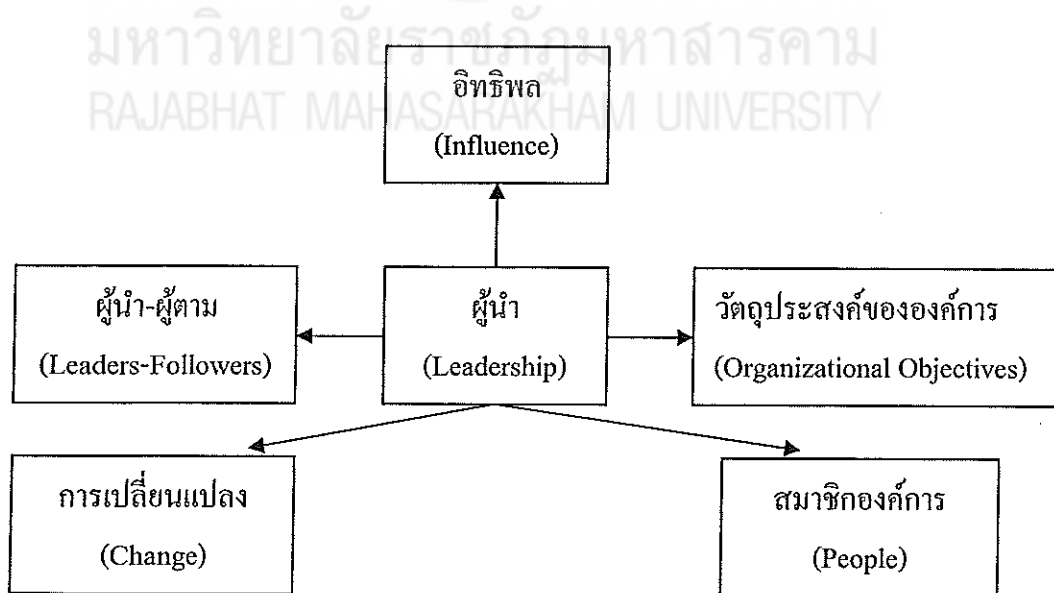 มหาวิทยาลัยราชภัฏมหาสารคาม
RAJABHAT MAHASARAKHAM UNIVERSITY
อิทธิพล
(Influence)
ผู้นำ-ผู้ตาม
(Leaders-Followers)
ผู้นำ
(Leadership)
วัตถุประสงค์ขององค์การ
(Organizational Objectives)
การเปลี่ยนแปลง
(Change)
สมาชิกองค์การ
(People)